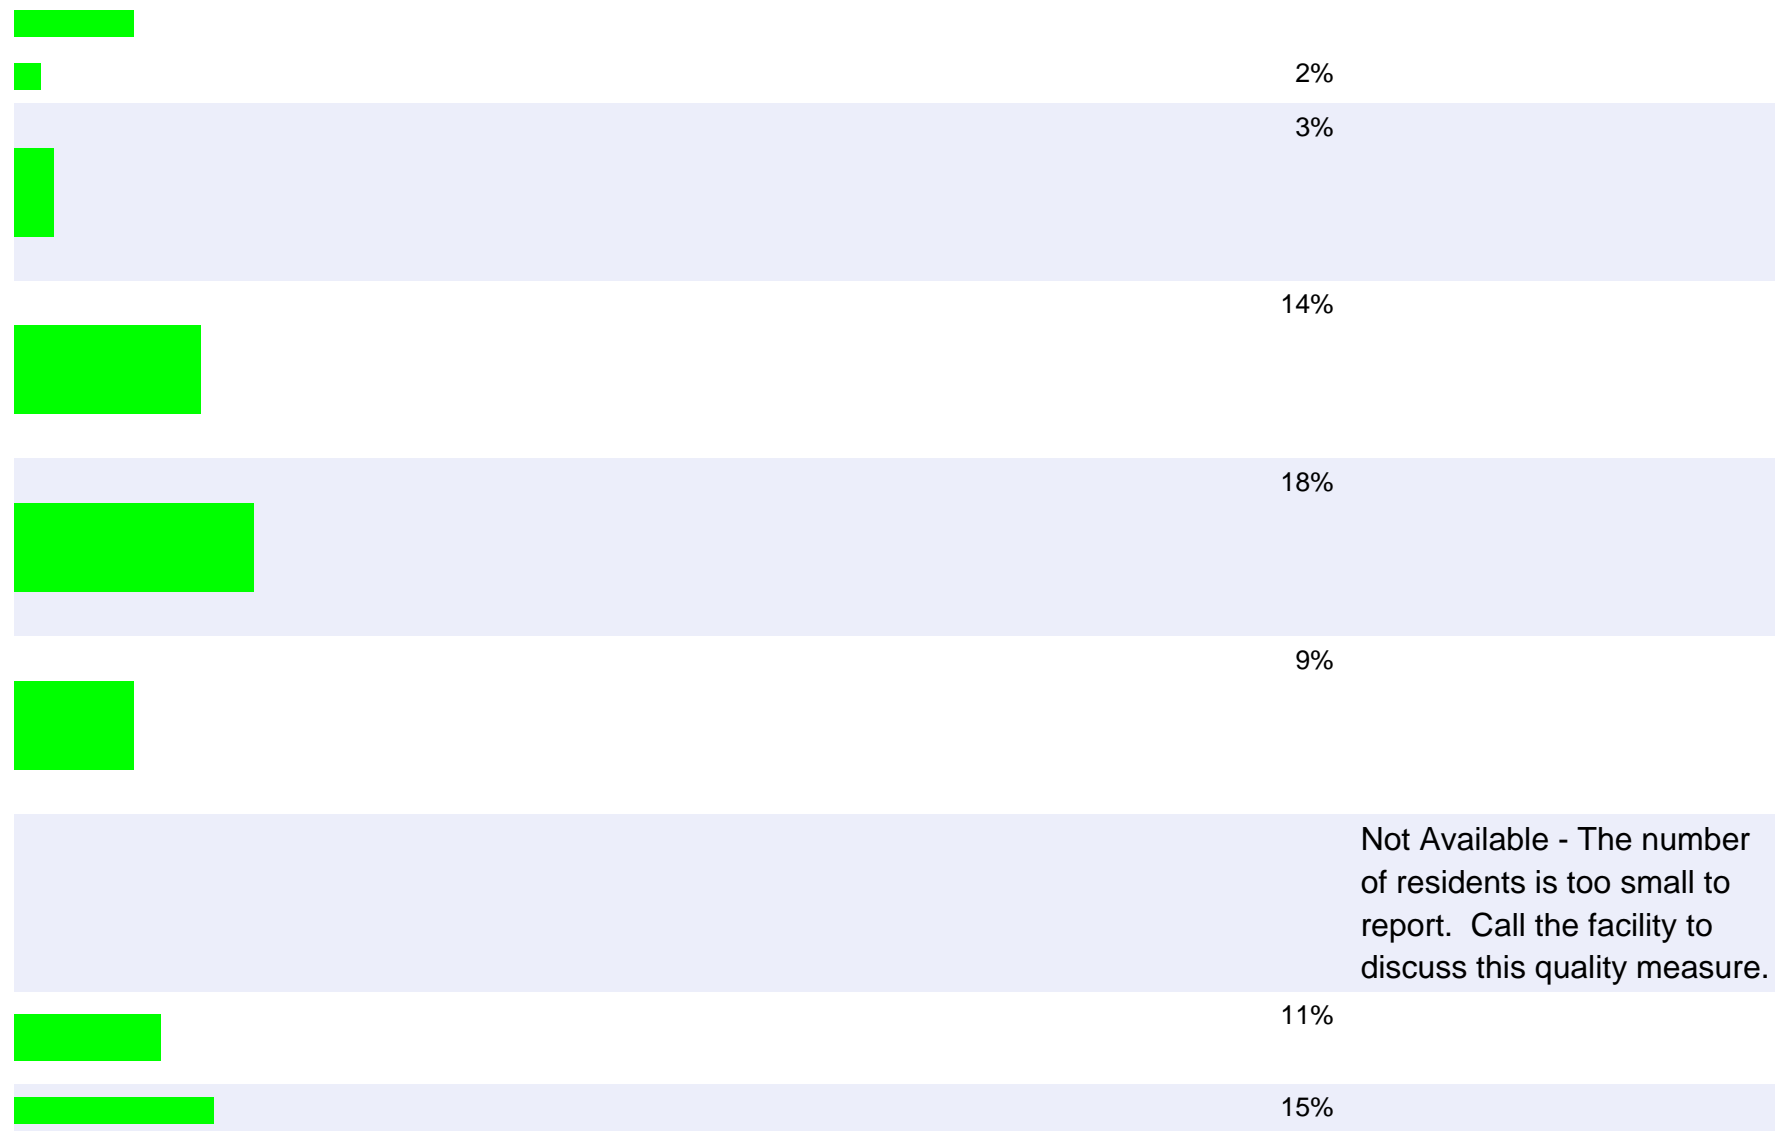 2%
3%
14%
18%
9%
Not Available - The number
of residents is too small to
report.  Call the facility to
discuss this quality measure.
11%
15%